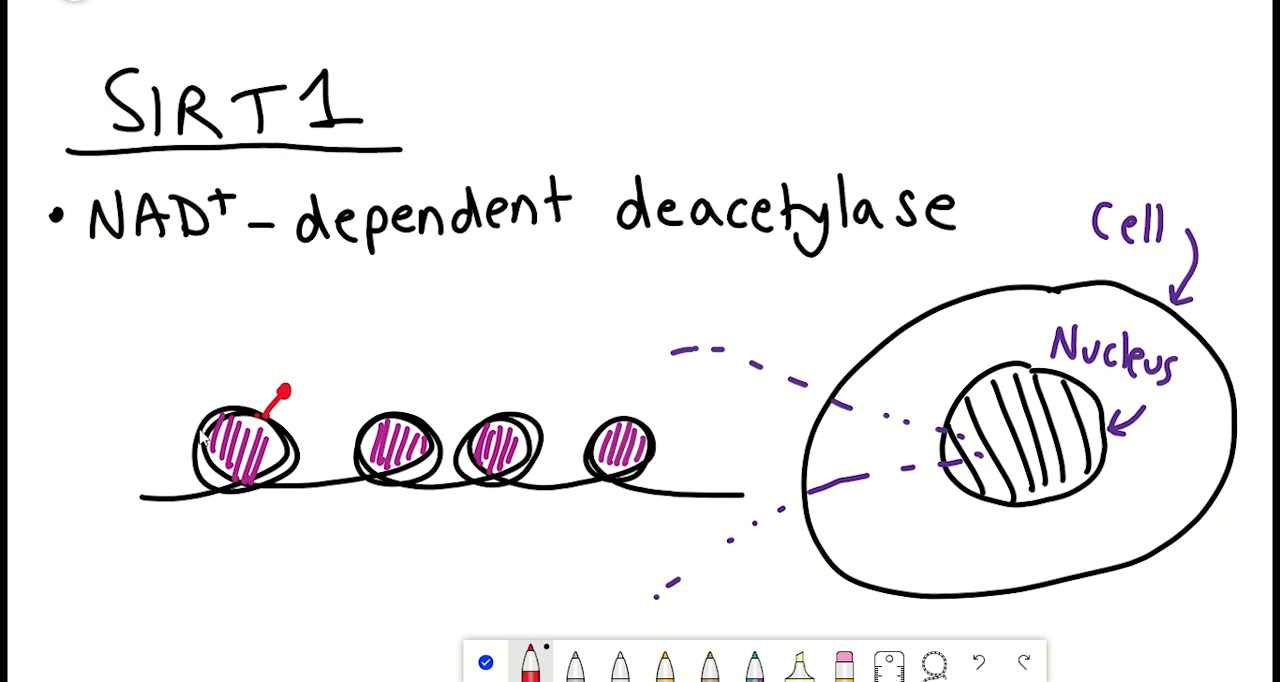 SIRT1
• NAD+ - dependent deacetylase
Cell
Nucleus